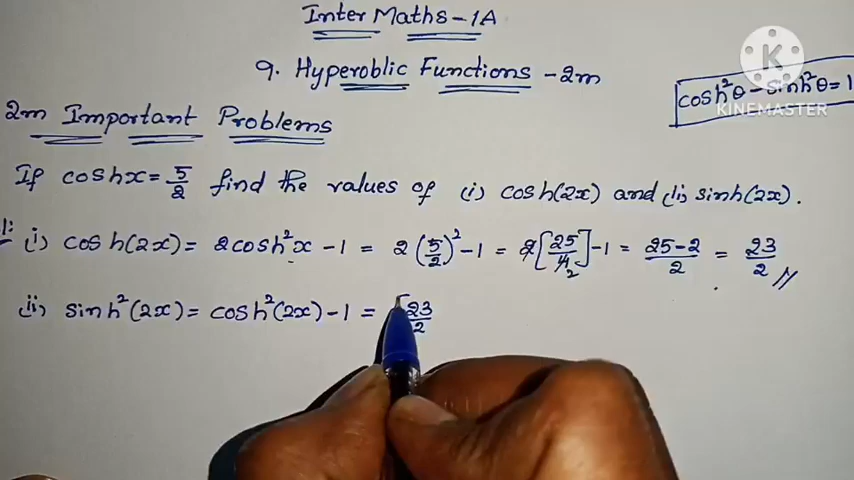 Inter Maths-1A
9. Hyperoblic Functions - 2m
cosh²θ - sinh²θ = 1
KINEMASTER
2m Important Problems
If coshx = 5/2 find the values of (i) cosh(2x) and (ii) sinh(2x).
(i) cosh(2x) = 2cosh²x - 1 = 2(5/2)² - 1 = 2[25/4 2] - 1 = 25-2/2 = 23/2 //
(ii) sinh²(2x) = cosh²(2x) - 1 = [23/2